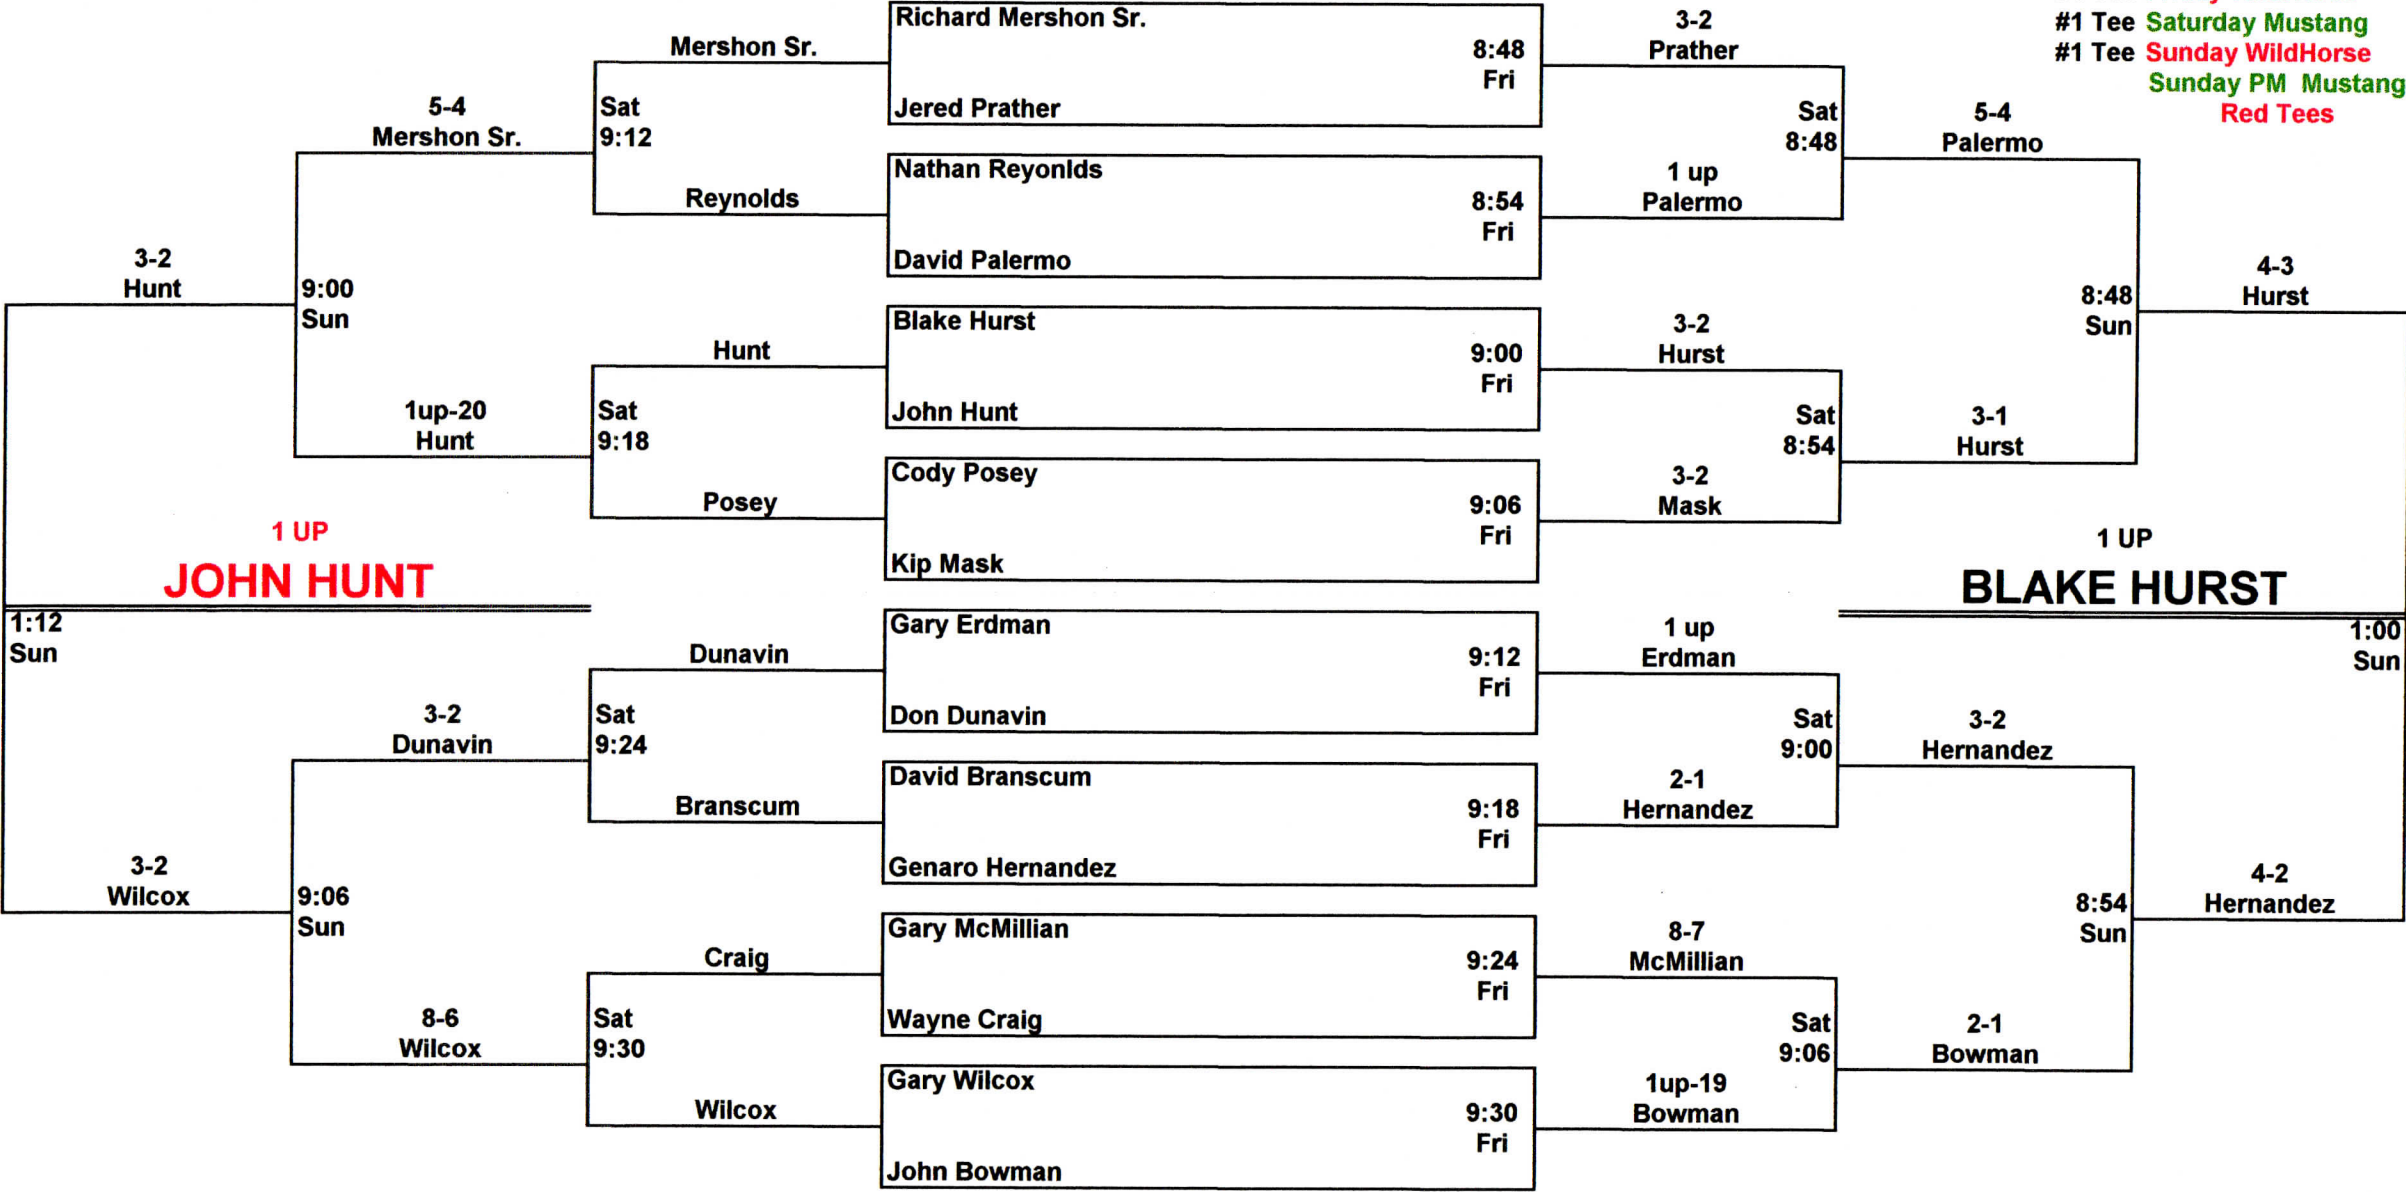 #1 Tee Saturday Mustang
#1 Tee Sunday WildHorse
Sunday PM Mustang
Red Tees
Richard Mershon Sr.
8:48
Fri
Jered Prather
Nathan Reyonlds
8:54
Fri
David Palermo
Blake Hurst
9:00
Fri
John Hunt
Cody Posey
9:06
Fri
Kip Mask
Gary Erdman
9:12
Fri
Don Dunavin
David Branscum
9:18
Fri
Genaro Hernandez
Gary McMillian
9:24
Fri
Wayne Craig
Gary Wilcox
9:30
Fri
John Bowman
Mershon Sr.
Sat
9:12
Reynolds
Hunt
Sat
9:18
Posey
Dunavin
Sat
9:24
Branscum
Craig
Sat
9:30
Wilcox
5-4
Mershon Sr.
9:00
Sun
1up-20
Hunt
3-2
Dunavin
9:06
Sun
8-6
Wilcox
3-2
Hunt
1 UP
JOHN HUNT
1:12
Sun
3-2
Wilcox
3-2
Prather
Sat
8:48
1 up
Palermo
3-2
Hurst
Sat
8:54
3-2
Mask
1 up
Erdman
Sat
9:00
2-1
Hernandez
8-7
McMillian
Sat
9:06
1up-19
Bowman
5-4
Palermo
8:48
Sun
3-1
Hurst
3-2
Hernandez
8:54
Sun
2-1
Bowman
4-3
Hurst
1 UP
BLAKE HURST
1:00
Sun
4-2
Hernandez